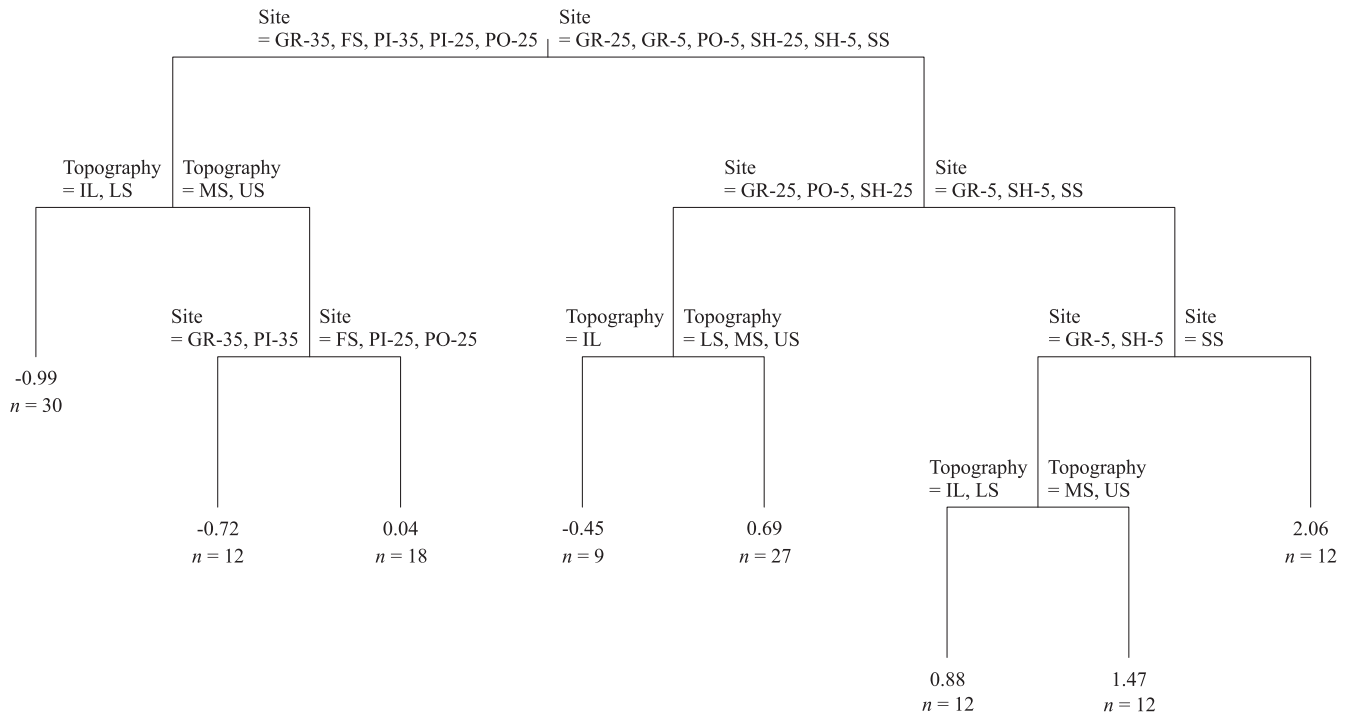 Site
= GR-35, FS, PI-35, PI-25, PO-25
Site
= GR-25, GR-5, PO-5, SH-25, SH-5, SS
Topography
= IL, LS
Topography
= MS, US
Site
= GR-25, PO-5, SH-25
Site
= GR-5, SH-5, SS
Site
= GR-35, PI-35
Site
= FS, PI-25, PO-25
Topography
= IL
Topography
= LS, MS, US
Site
= GR-5, SH-5
Site
= SS
-0.99
n = 30
Topography
= IL, LS
Topography
= MS, US
-0.72
n = 12
0.04
n = 18
-0.45
n = 9
0.69
n = 27
2.06
n = 12
0.88
n = 12
1.47
n = 12